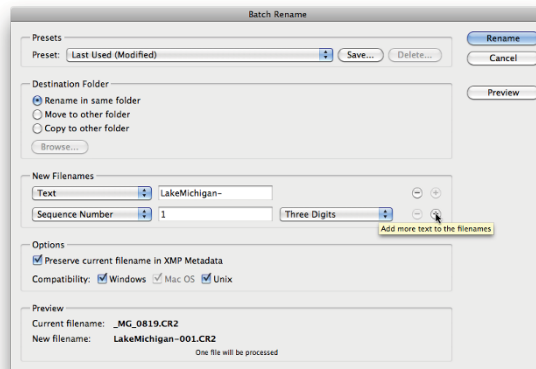 Batch Rename
Presets
Preset: Last Used (Modified) Save... Delete...
Rename
Cancel
Preview
Destination Folder
Rename in same folder
Move to other folder
Copy to other folder
Browse...
New Filenames
Text LakeMichigan-
Sequence Number 1 Three Digits
Add more text to the filenames
Options
Preserve current filename in XMP Metadata
Compatibility: Windows Mac OS Unix
Preview
Current filename: _MG_0819.CR2
New filename: LakeMichigan-001.CR2
One file will be processed